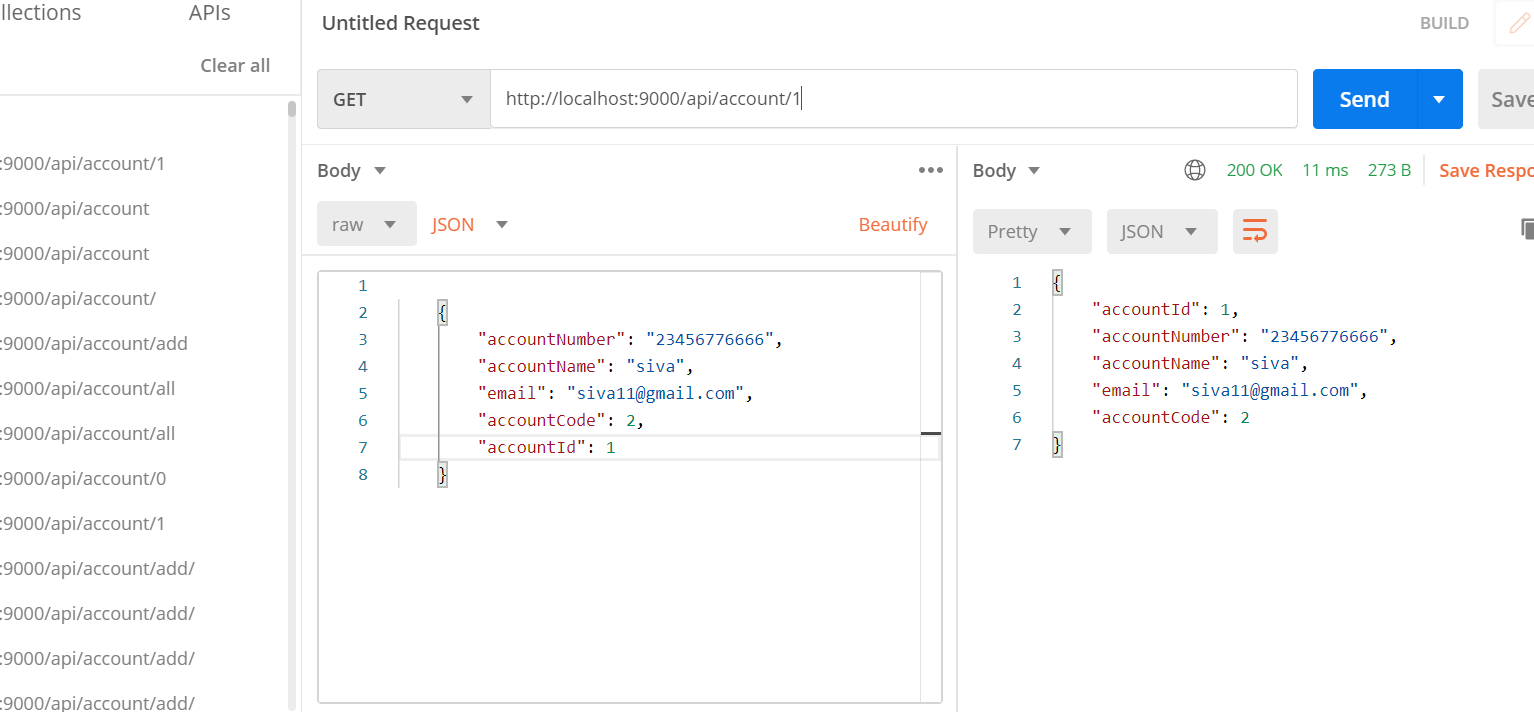 llections APIs
Clear all
:9000/api/account/1
:9000/api/account
:9000/api/account
:9000/api/account/
:9000/api/account/add
:9000/api/account/all
:9000/api/account/all
:9000/api/account/0
:9000/api/account/1
:9000/api/account/add/
:9000/api/account/add/
:9000/api/account/add/
:9000/api/account/add/
Untitled Request BUILD
GET http://localhost:9000/api/account/1 Send Save
Body
raw JSON Beautify
1
2 {
3 "accountNumber": "23456776666",
4 "accountName": "siva",
5 "email": "siva11@gmail.com",
6 "accountCode": 2,
7 "accountId": 1
8 }
Body 200 OK 11 ms 273 B Save Respo
Pretty JSON
1 {
2 "accountId": 1,
3 "accountNumber": "23456776666",
4 "accountName": "siva",
5 "email": "siva11@gmail.com",
6 "accountCode": 2
7 }